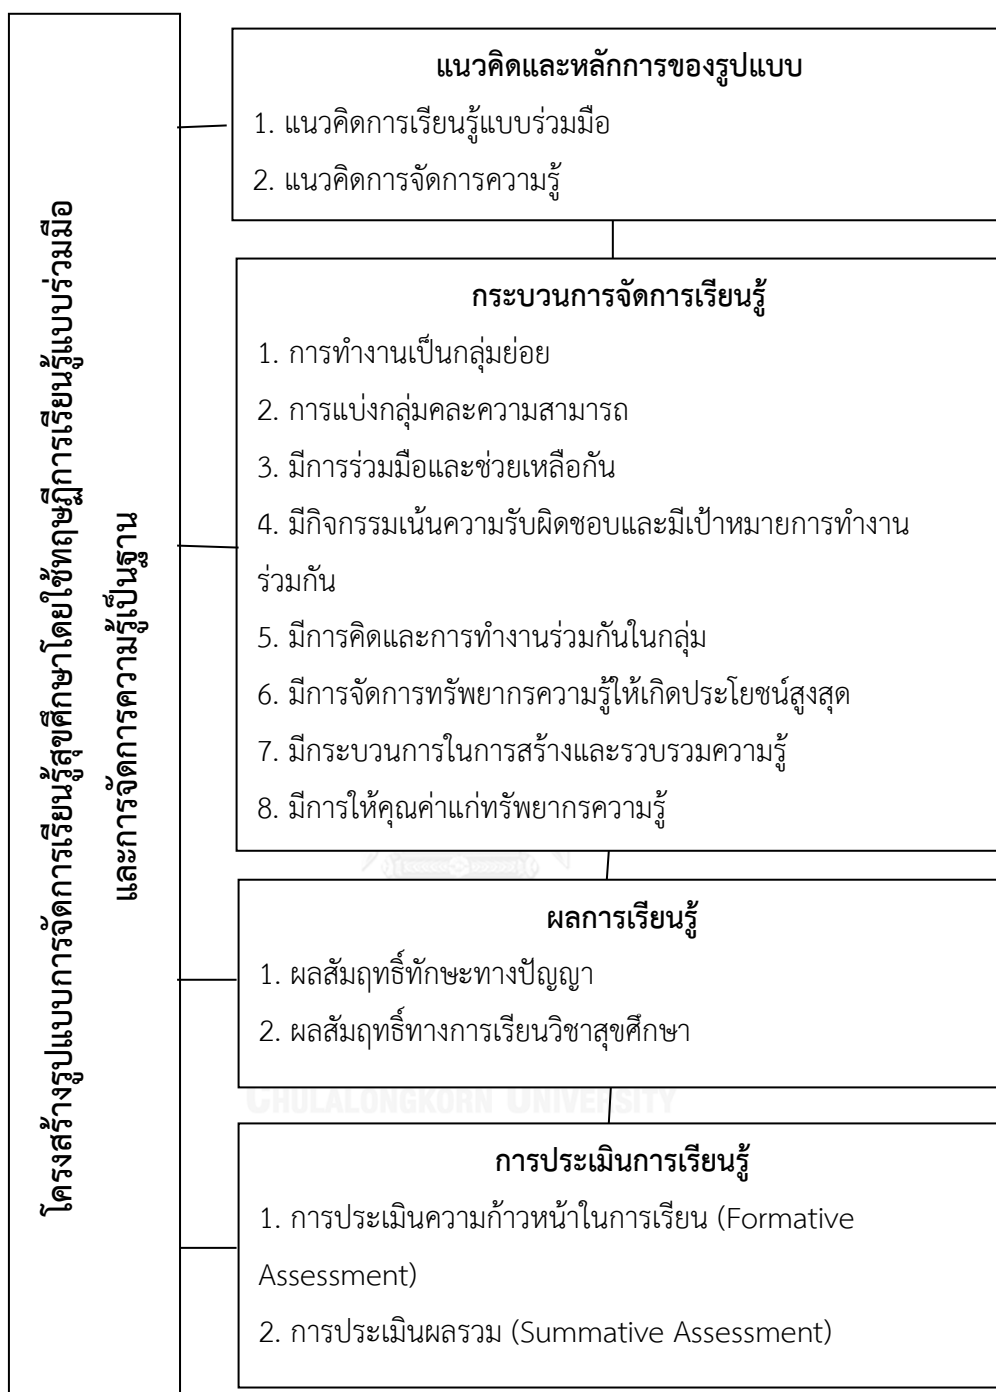 โครงสร้างรูปแบบการจัดการเรียนรู้สุขศึกษาโดยใช้ทฤษฎีการเรียนรู้แบบร่วมมือ
และการจัดการความรู้เป็นฐาน
แนวคิดและหลักการของรูปแบบ
1. แนวคิดการเรียนรู้แบบร่วมมือ
2. แนวคิดการจัดการความรู้
กระบวนการจัดการเรียนรู้
1. การทำงานเป็นกลุ่มย่อย
2. การแบ่งกลุ่มคละความสามารถ
3. มีการร่วมมือและช่วยเหลือกัน
4. มีกิจกรรมเน้นความรับผิดชอบและมีเป้าหมายการทำงาน
ร่วมกัน
5. มีการคิดและการทำงานร่วมกันในกลุ่ม
6. มีการจัดการทรัพยากรความรู้ให้เกิดประโยชน์สูงสุด
7. มีกระบวนการในการสร้างและรวบรวมความรู้
8. มีการให้คุณค่าแก่ทรัพยากรความรู้
ผลการเรียนรู้
1. ผลสัมฤทธิ์ทักษะทางปัญญา
2. ผลสัมฤทธิ์ทางการเรียนวิชาสุขศึกษา
CHULALONGKORN UNIVERSITY
การประเมินการเรียนรู้
1. การประเมินความก้าวหน้าในการเรียน (Formative
Assessment)
2. การประเมินผลรวม (Summative Assessment)